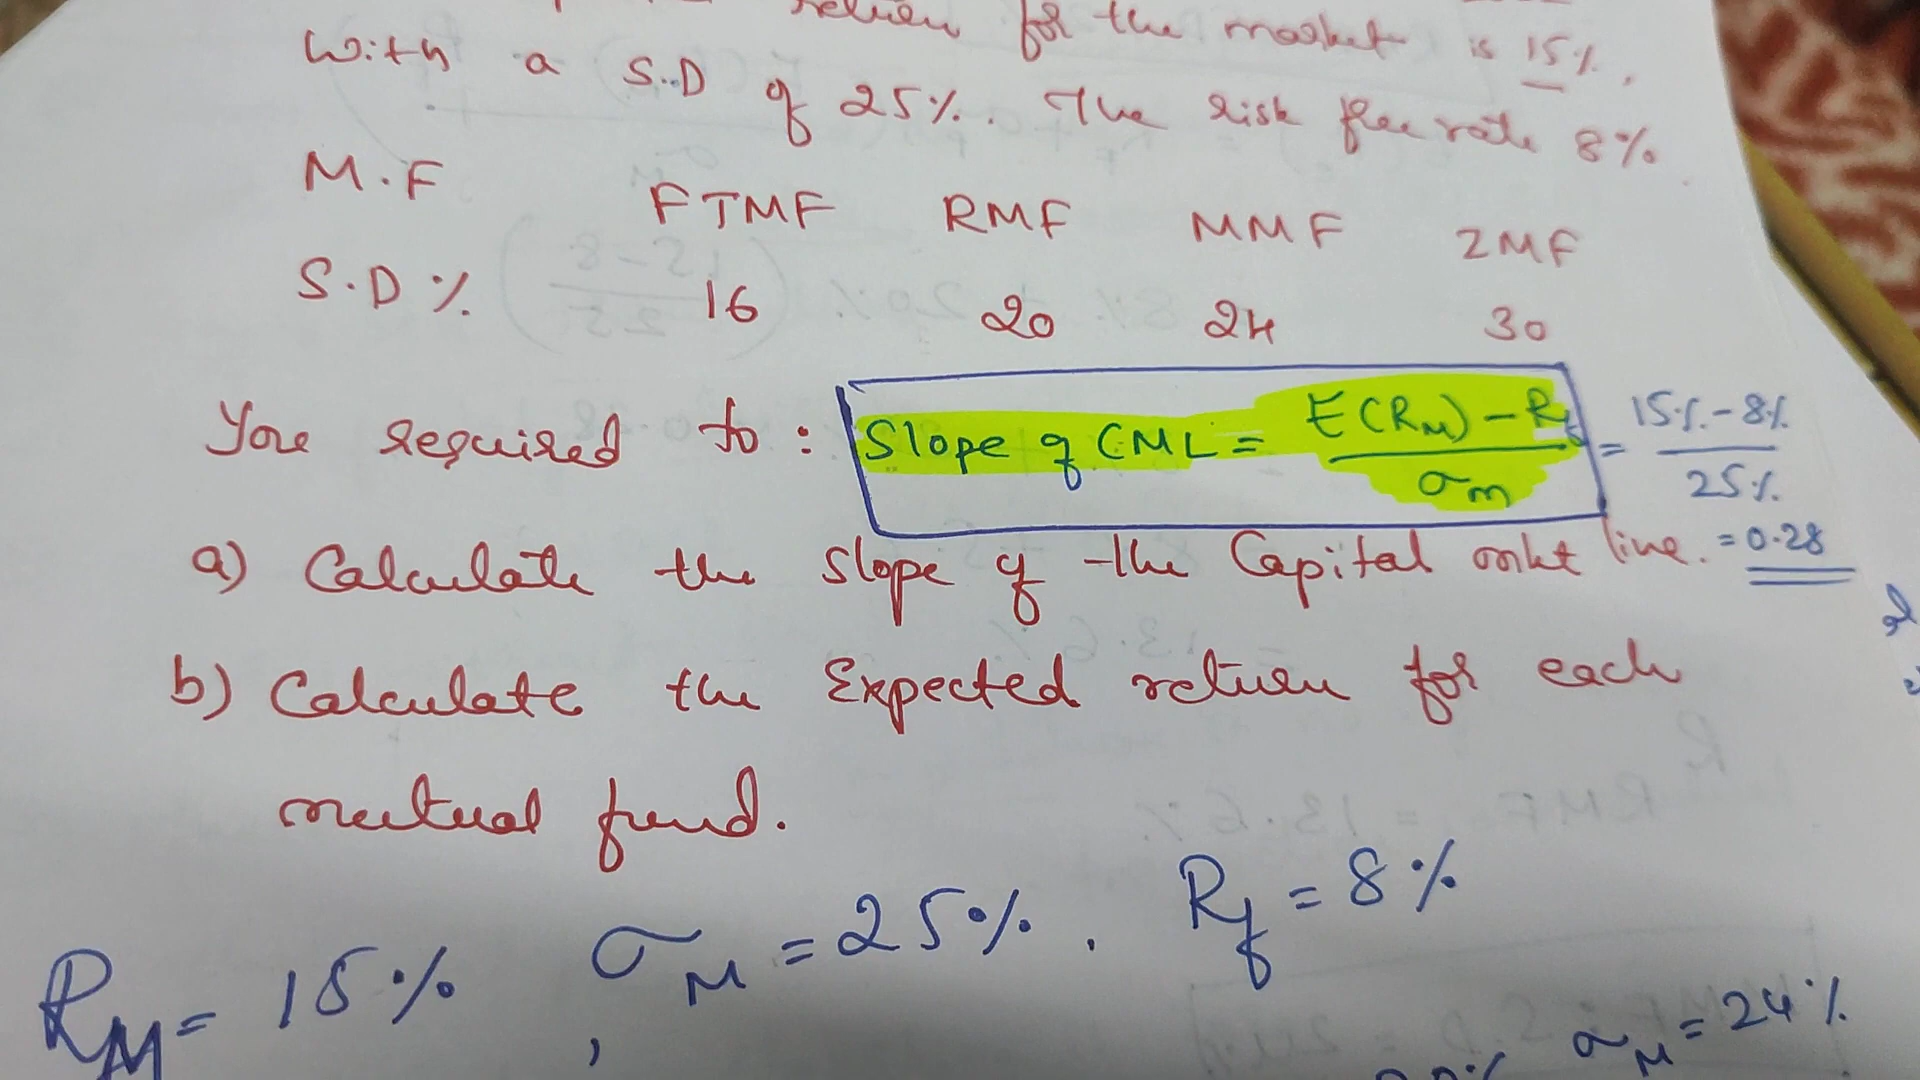 return for the market is 15%.
With a S.D of 25%. The risk free rate 8%
M.F FTMF RMF MMF ZMF
S.D% 16 20 24 30
You required to : Slope of CML = E(RM) - Rf / σm = 15% - 8% / 25%
a) Calculate the slope of the Capital mkt line. = 0.28
b) Calculate the Expected return for each
mutual fund.
RM = 15% , σM = 25% . Rf = 8%
σM = 24%